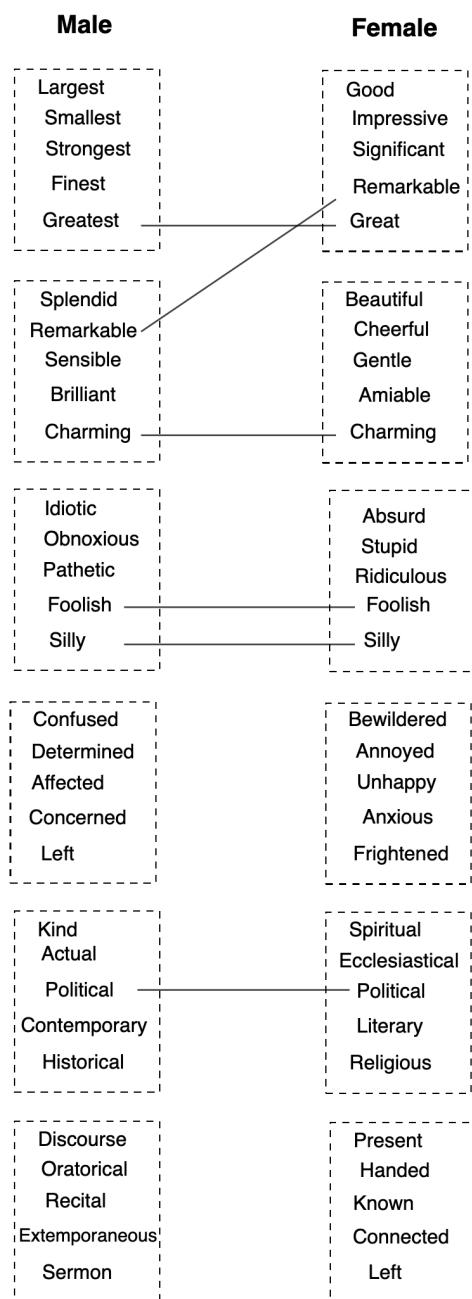 Male
Female
Largest
Smallest
Strongest
Finest
Greatest
Good
Impressive
Significant
Remarkable
Great
Splendid
Remarkable
Sensible
Brilliant
Charming
Beautiful
Cheerful
Gentle
Amiable
Charming
Idiotic
Obnoxious
Pathetic
Foolish
Silly
Absurd
Stupid
Ridiculous
Foolish
Silly
Confused
Determined
Affected
Concerned
Left
Bewildered
Annoyed
Unhappy
Anxious
Frightened
Kind
Actual
Political
Contemporary
Historical
Spiritual
Ecclesiastical
Political
Literary
Religious
Discourse
Oratorical
Recital
Extemporaneous
Sermon
Present
Handed
Known
Connected
Left